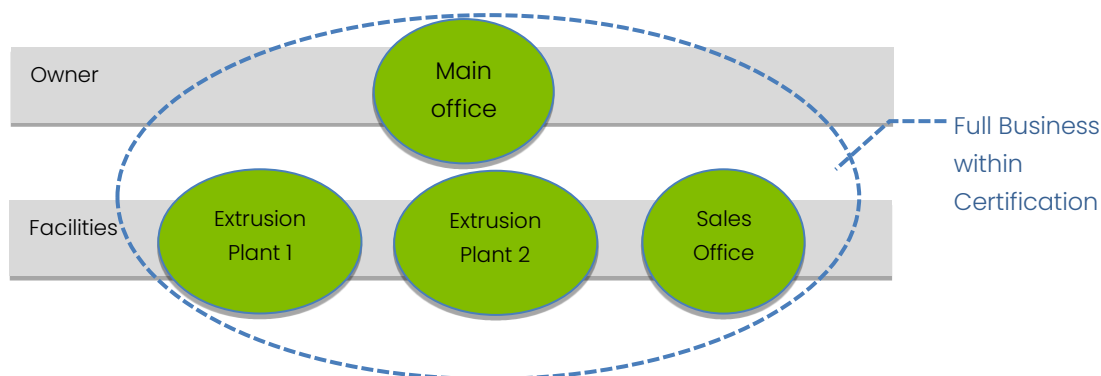 Owner
Main
office
Full Business
within
Certification
Facilities
Extrusion
Plant 1
Extrusion
Plant 2
Sales
Office